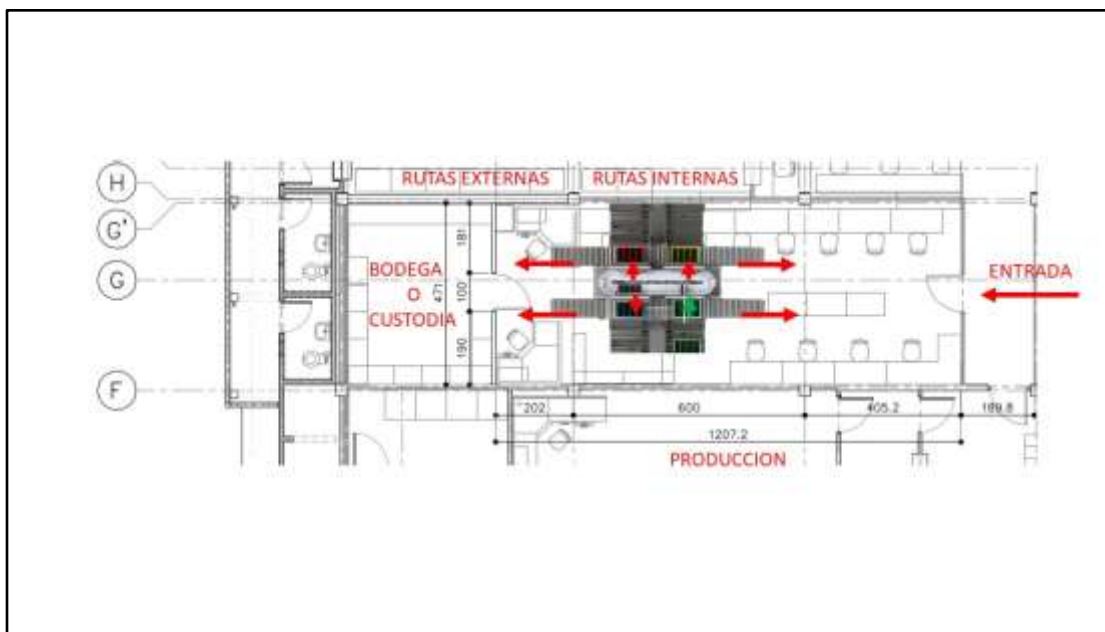 H
RUTAS EXTERNAS RUTAS INTERNAS
G'
181
G
BODEGA
O
CUSTODIA
471
100
ENTRADA
190
F
202 600 405.2 169.8
1207.2
PRODUCCION